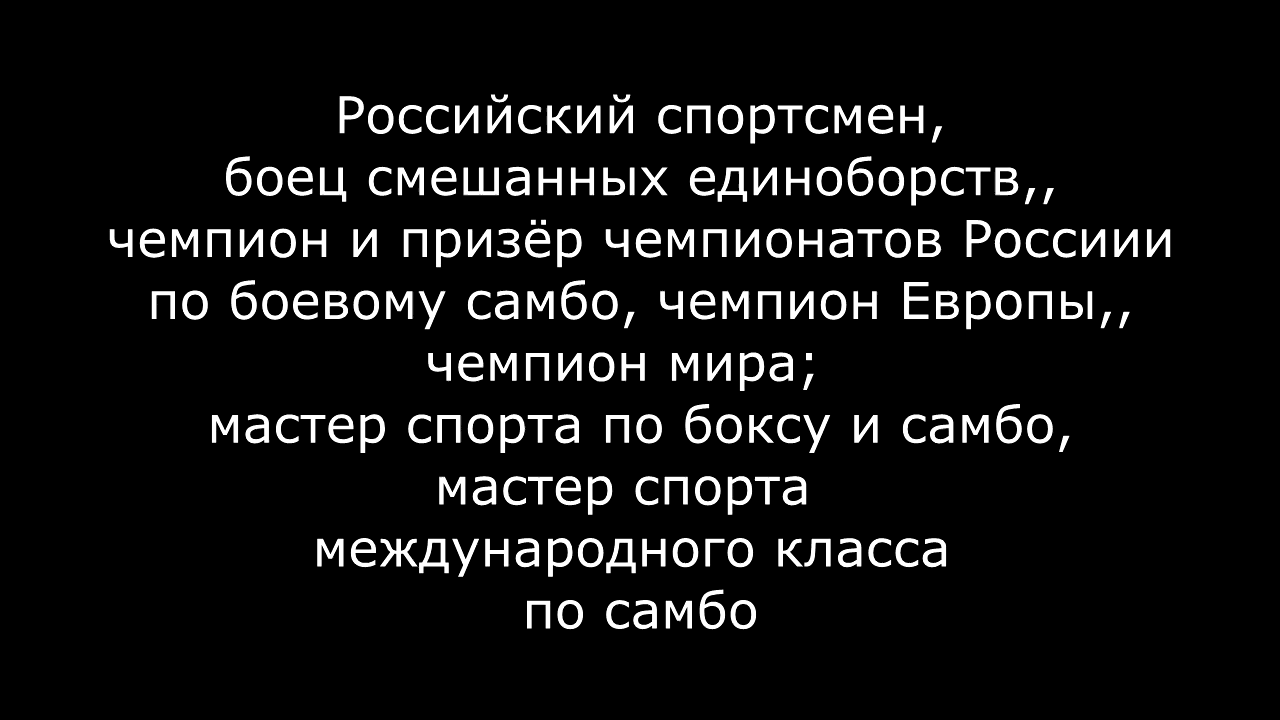 Российский спортсмен,
боец смешанных единоборств,,
чемпион и призёр чемпионатов Россиии
по боевому самбо, чемпион Европы,,
чемпион мира;
мастер спорта по боксу и самбо,
мастер спорта
международного класса
по самбо